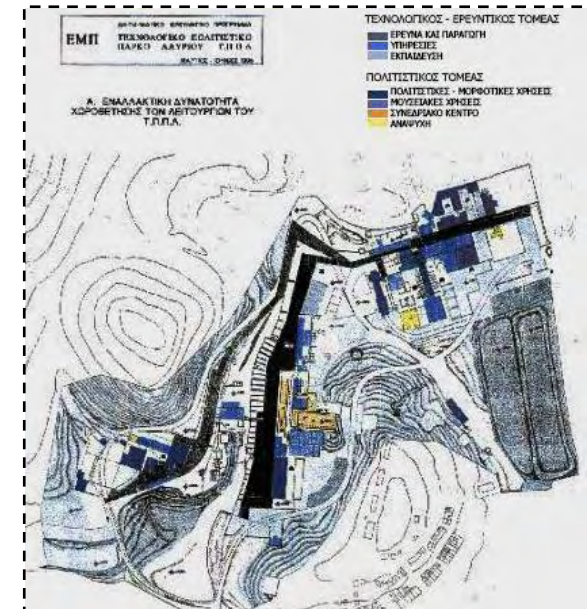 ΕΜΠ
ΤΕΧΝΟΛΟΓΙΚΟ ΠΟΛΙΤΙΣΤΙΚΟ
ΠΑΡΚΟ ΛΑΥΡΙΟΥ Τ.Π.Π.Λ
Α. ΕΝΑΛΛΑΚΤΙΚΗ ΔΥΝΑΤΟΤΗΤΑ
ΧΩΡΟΘΕΤΗΣΗΣ ΤΩΝ ΛΕΙΤΟΥΡΓΙΩΝ ΤΟΥ
Τ.Π.Π.Λ.
ΤΕΧΝΟΛΟΓΙΚΟΣ - ΕΡΕΥΝΤΙΚΟΣ ΤΟΜΕΑΣ
ΕΡΕΥΝΑ ΚΑΙ ΠΑΡΑΓΩΓΗ
ΥΠΗΡΕΣΙΕΣ
ΕΚΠΑΙΔΕΥΣΗ
ΠΟΛΙΤΙΣΤΙΚΟΣ ΤΟΜΕΑΣ
ΠΟΛΙΤΙΣΤΙΚΕΣ - ΜΟΡΦΩΤΙΚΕΣ ΧΡΗΣΕΙΣ
ΜΟΥΣΕΙΑΚΕΣ ΧΡΗΣΕΙΣ
ΣΥΝΕΔΡΙΑΚΟ ΚΕΝΤΡΟ
ΑΝΑΨΥΧΗ